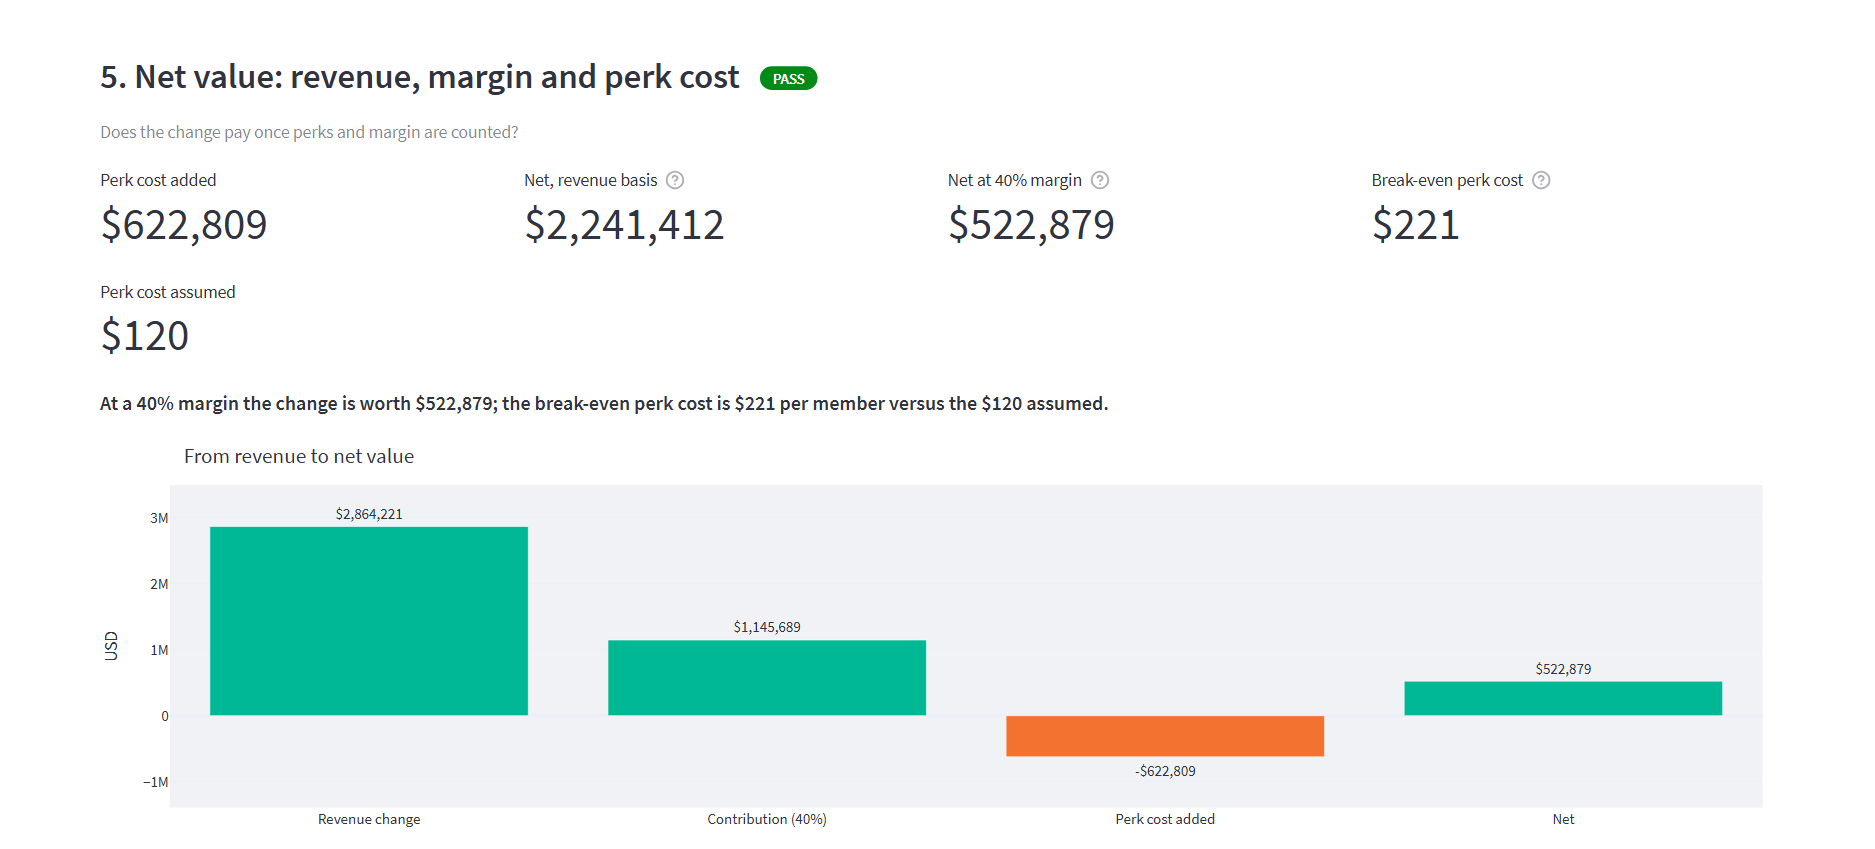 5. Net value: revenue, margin and perk cost PASS
Does the change pay once perks and margin are counted?
Perk cost added
$622,809
Net, revenue basis
$2,241,412
Net at 40% margin
$522,879
Break-even perk cost
$221
Perk cost assumed
$120
At a 40% margin the change is worth $522,879; the break-even perk cost is $221 per member versus the $120 assumed.
From revenue to net value
USD
3M
2M
1M
0
−1M
$2,864,221
$1,145,689
-$622,809
$522,879
Revenue change
Contribution (40%)
Perk cost added
Net